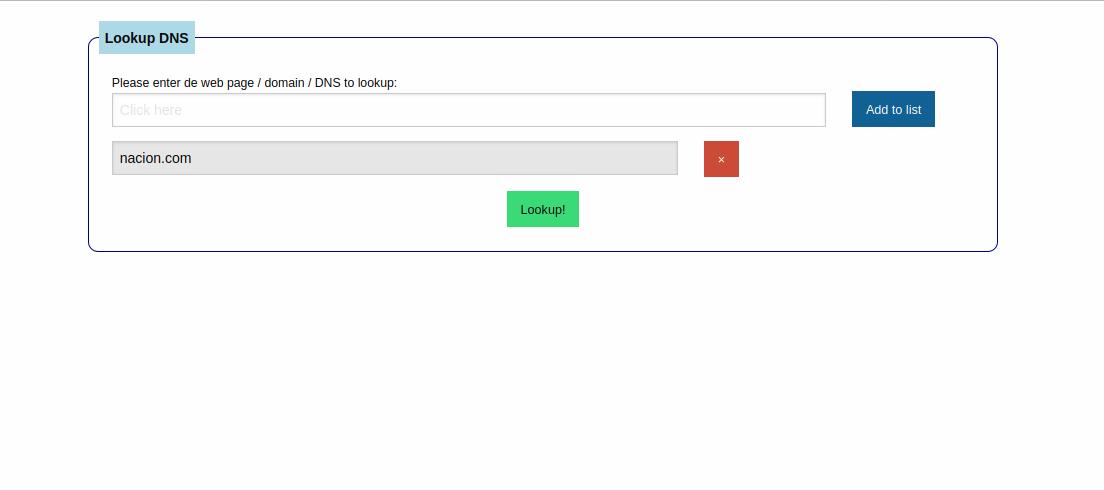 Lookup DNS
Please enter de web page / domain / DNS to lookup:
Click here
Add to list
nacion.com
×
Lookup!